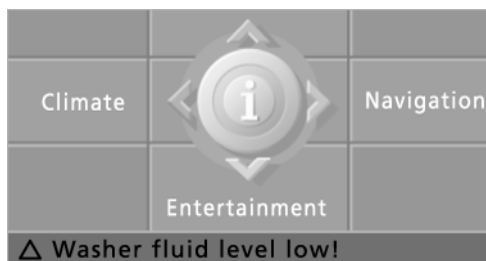 Climate
i
Navigation
Entertainment
△ Washer fluid level low!